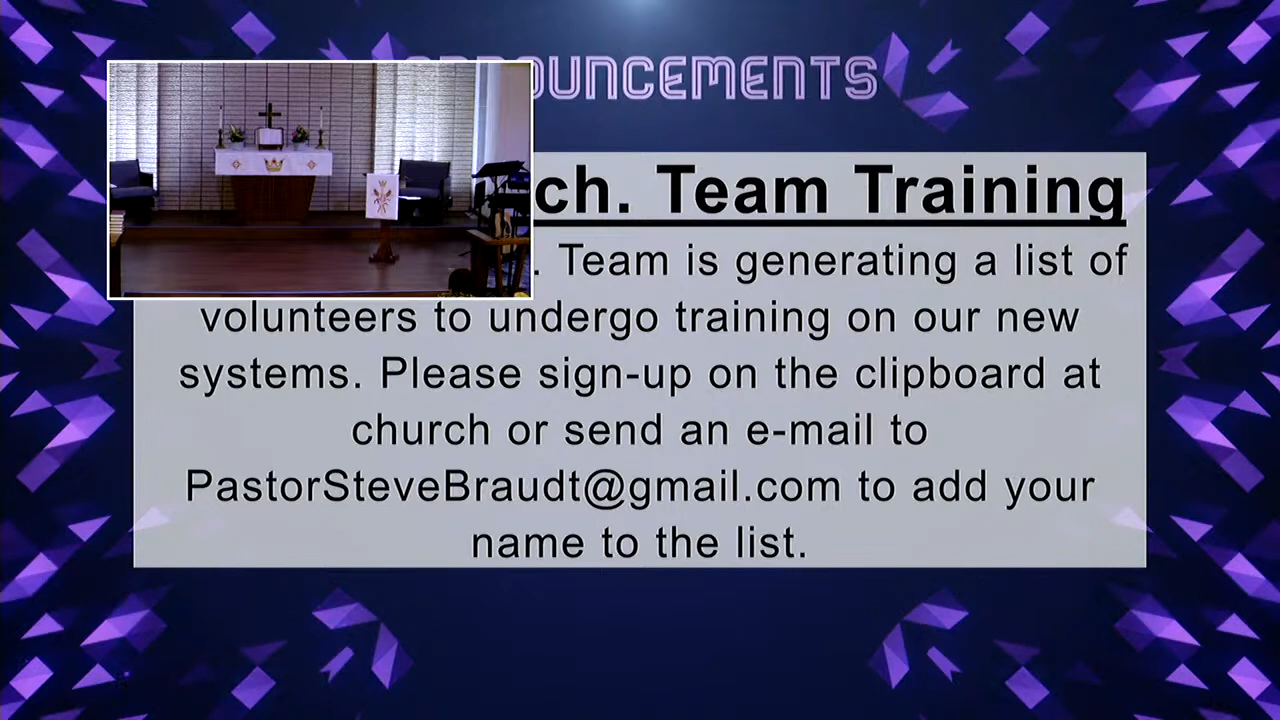 ANNOUNCEMENTS
ch. Team Training
. Team is generating a list of
volunteers to undergo training on our new
systems. Please sign-up on the clipboard at
church or send an e-mail to
PastorSteveBraudt@gmail.com to add your
name to the list.